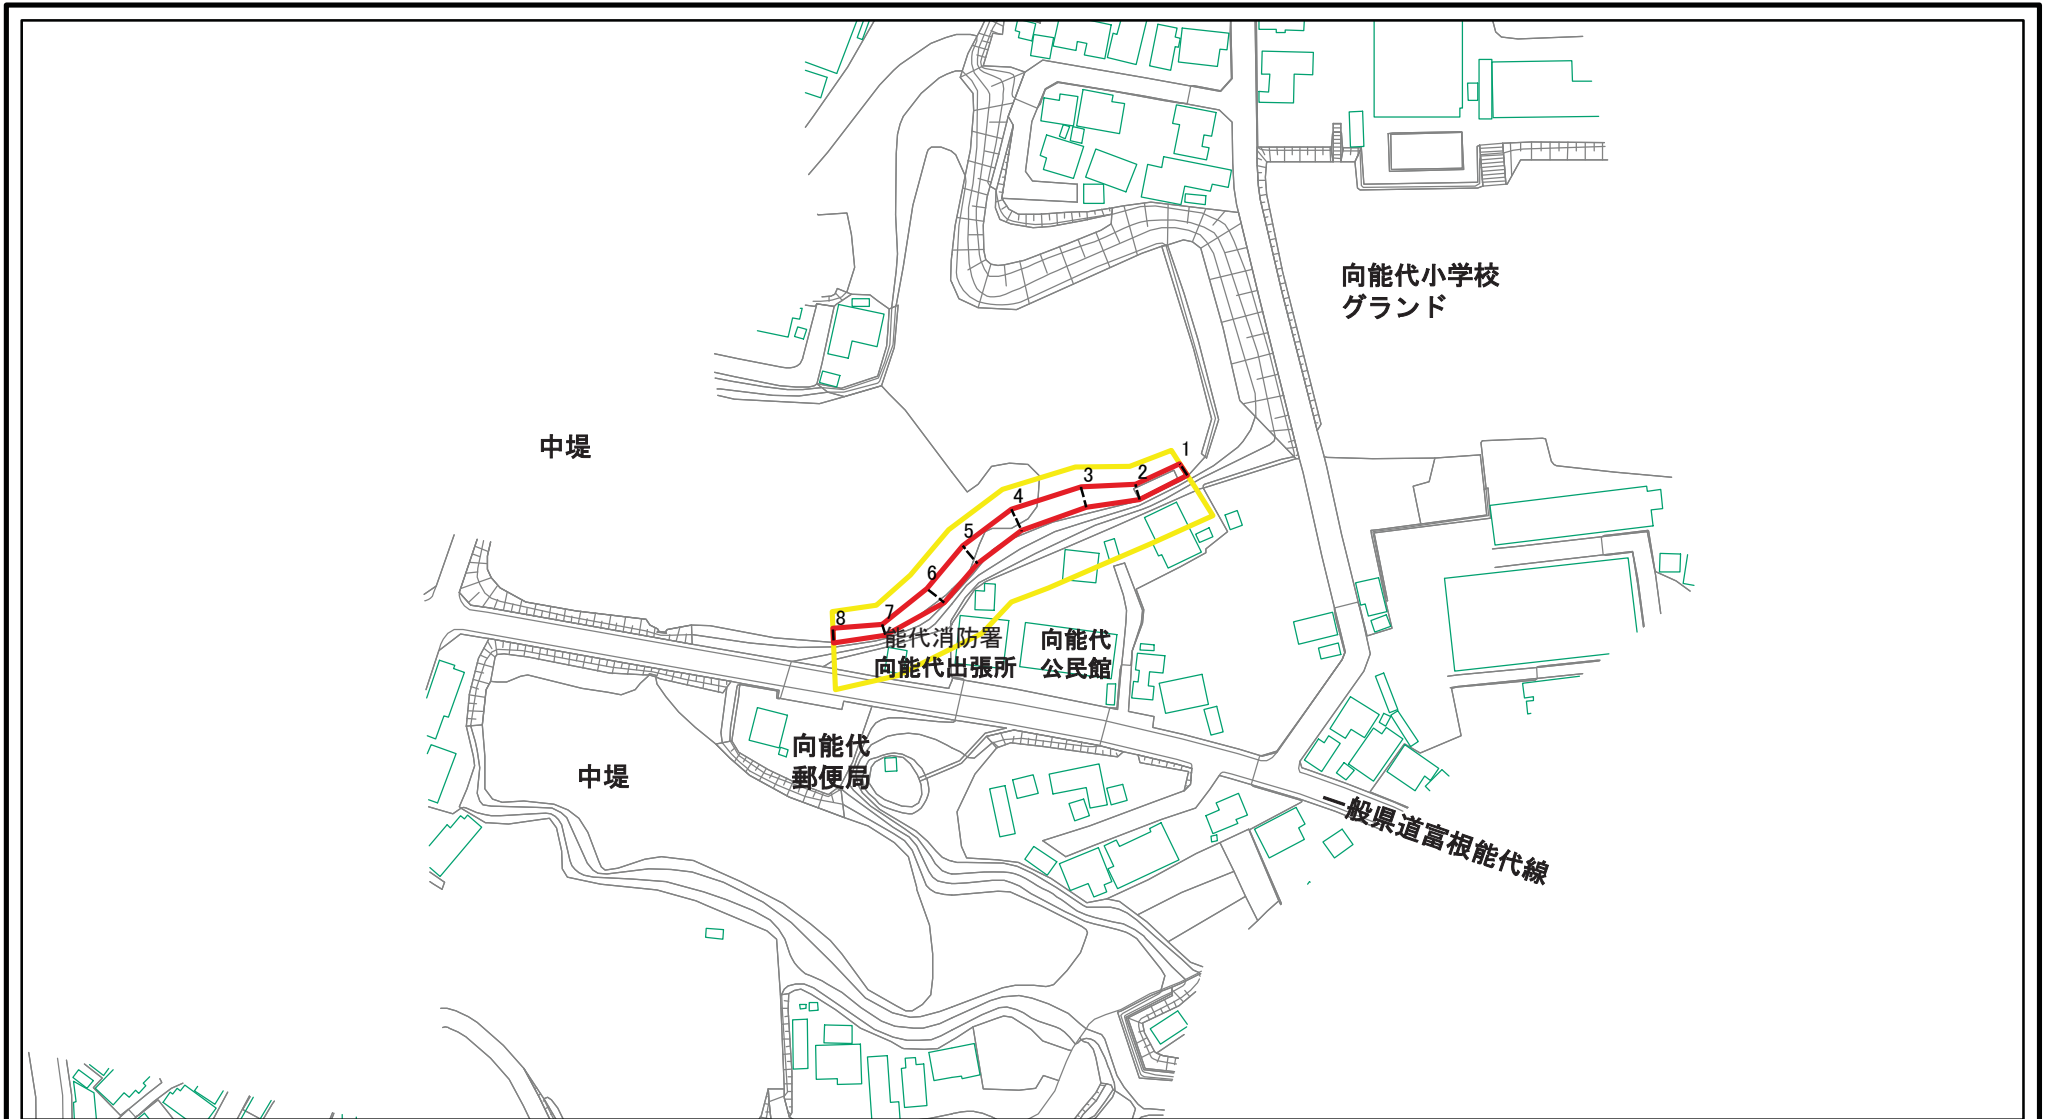 向能代小学校
グランド
中堤
1
2
3
4
5
6
7
8
能代消防署
向能代出張所
向能代
公民館
向能代
郵便局
中堤
一般県道富根能代線